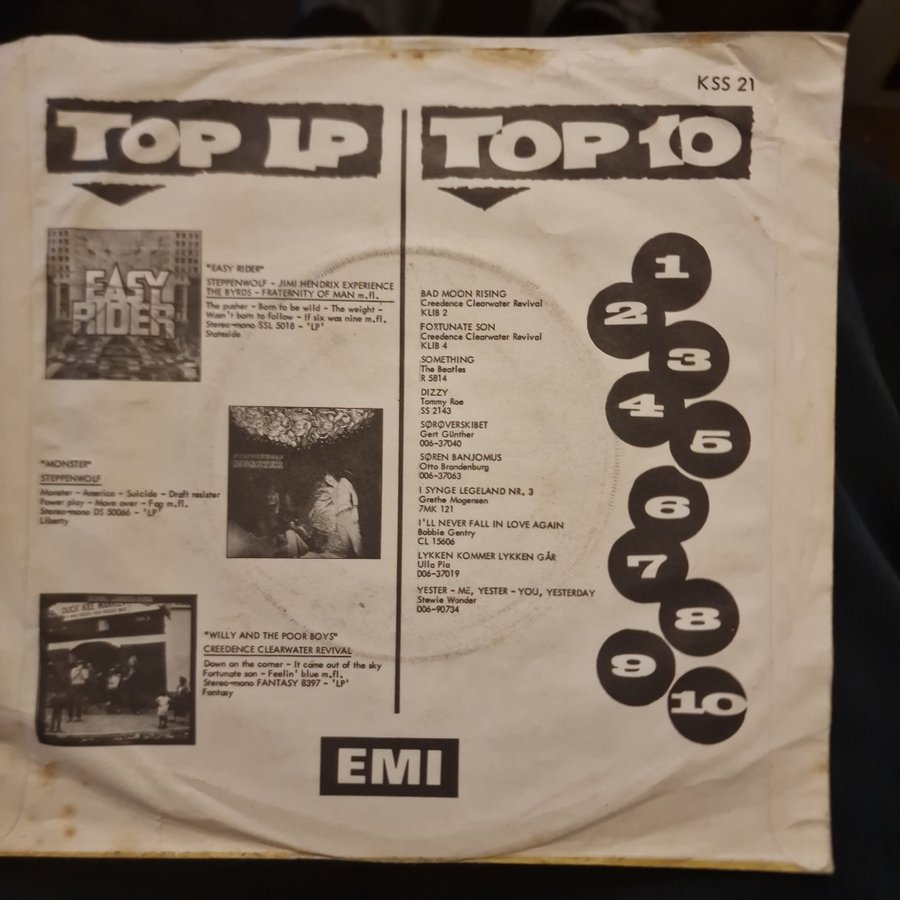 KSS 21
TOP LP
"EASY RIDER"
STEPPENWOLF - JIMI HENDRIX EXPERIENCE
THE BYRDS - FRATERNITY OF MAN m.fl.
The pusher - Born to be wild - The weight -
Wasn't born to follow - If six was nine m.fl.
Stereo-mono SSL 5018 - 'LP'
Stateside
EASY
RIDER
"MONSTER"
STEPPENWOLF
Monster - America - Suicide - Draft resister
Power play - Move over - Fag m.fl.
Stereo-mono DS 50066 - 'LP'
Liberty
STEPPENWOLF
MONSTER
"WILLY AND THE POOR BOYS"
CREEDENCE CLEARWATER REVIVAL
Down on the corner - It came out of the sky
Fortunate son - Feelin' blue m.fl.
Stereo-mono FANTASY 8397 - 'LP'
Fantasy
DUCK KEE MARKET
TOP 10
BAD MOON RISING
Creedence Clearwater Revival
KLIB 2
FORTUNATE SON
Creedence Clearwater Revival
KLIB 4
SOMETHING
The Beatles
R 5814
DIZZY
Tommy Roe
SS 2143
SØRØVERSKIBET
Gert Günther
006-37040
SØREN BANJOMUS
Otto Brandenburg
006-37063
I SYNGE LEGELAND NR. 3
Grethe Mogensen
7MK 121
I'LL NEVER FALL IN LOVE AGAIN
Bobbie Gentry
CL 15606
LYKKEN KOMMER LYKKEN GÅR
Ulla Pia
006-37019
YESTER - ME, YESTER - YOU, YESTERDAY
Stewie Wonder
006-90734
1
2
3
4
5
6
7
8
9
10
EMI